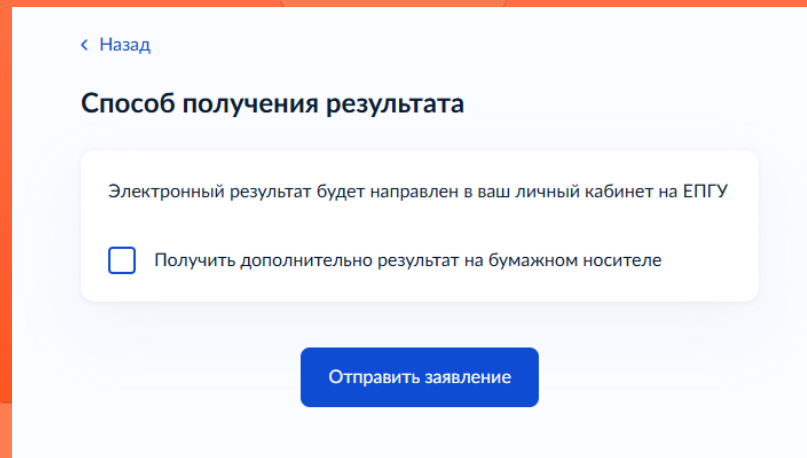 Назад
Способ получения результата
Электронный результат будет направлен в ваш личный кабинет на ЕПГУ
Получить дополнительно результат на бумажном носителе
Отправить заявление